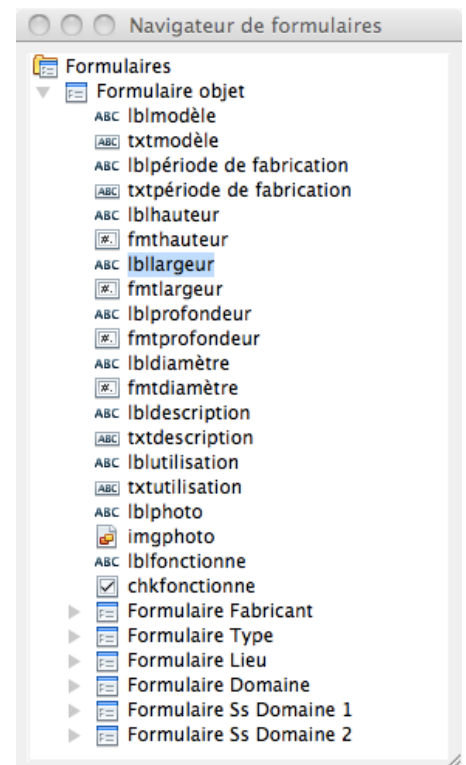 Navigateur de formulaires
Formulaires
Formulaire objet
ABC lblmodèle
ABC txtmodèle
ABC lblpériode de fabrication
ABC txtpériode de fabrication
ABC lblhauteur
#. fmthauteur
ABC lbllargeur
#. fmtlargeur
ABC lblprofondeur
#. fmtprofondeur
ABC lbldiamètre
#. fmtdiamètre
ABC lbldescription
ABC txtdescription
ABC lblutilisation
ABC txtutilisation
ABC lblphoto
imgphoto
ABC lblfonctionne
chkfonctionne
Formulaire Fabricant
Formulaire Type
Formulaire Lieu
Formulaire Domaine
Formulaire Ss Domaine 1
Formulaire Ss Domaine 2